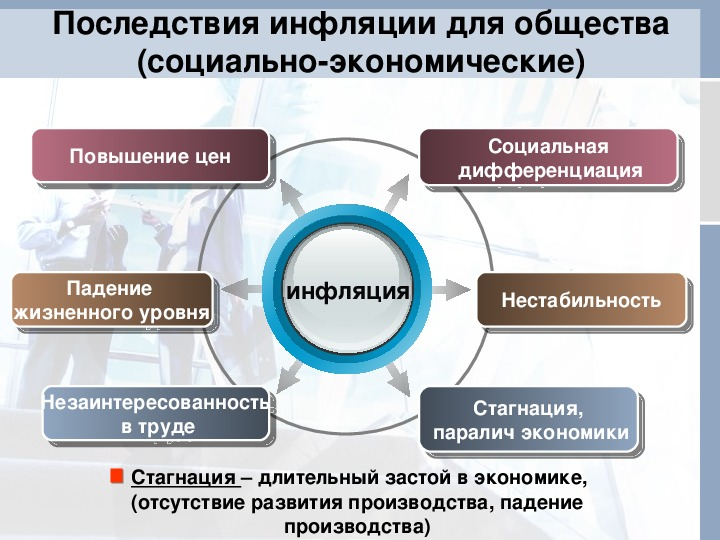 Последствия инфляции для общества
(социально-экономические)
Повышение цен
Социальная
дифференциация
инфляция
Падение
жизненного уровня
Нестабильность
Незаинтересованность
в труде
Стагнация,
паралич экономики
Стагнация – длительный застой в экономике,
(отсутствие развития производства, падение
производства)